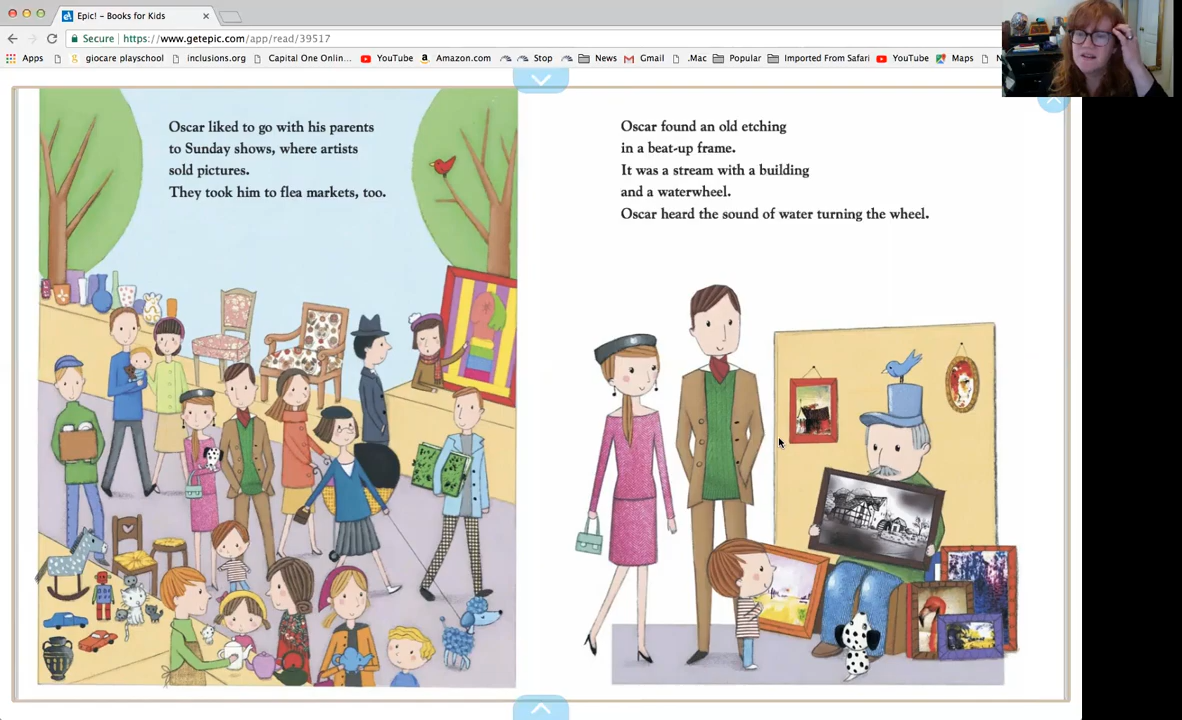 Epic! – Books for Kids
Secure https://www.getepic.com/app/read/39517
Apps giocare playschool inclusions.org Capital One Onlin... YouTube Amazon.com Stop News Gmail .Mac Popular Imported From Safari YouTube Maps
Oscar liked to go with his parents
to Sunday shows, where artists
sold pictures.
They took him to flea markets, too.
Oscar found an old etching
in a beat-up frame.
It was a stream with a building
and a waterwheel.
Oscar heard the sound of water turning the wheel.